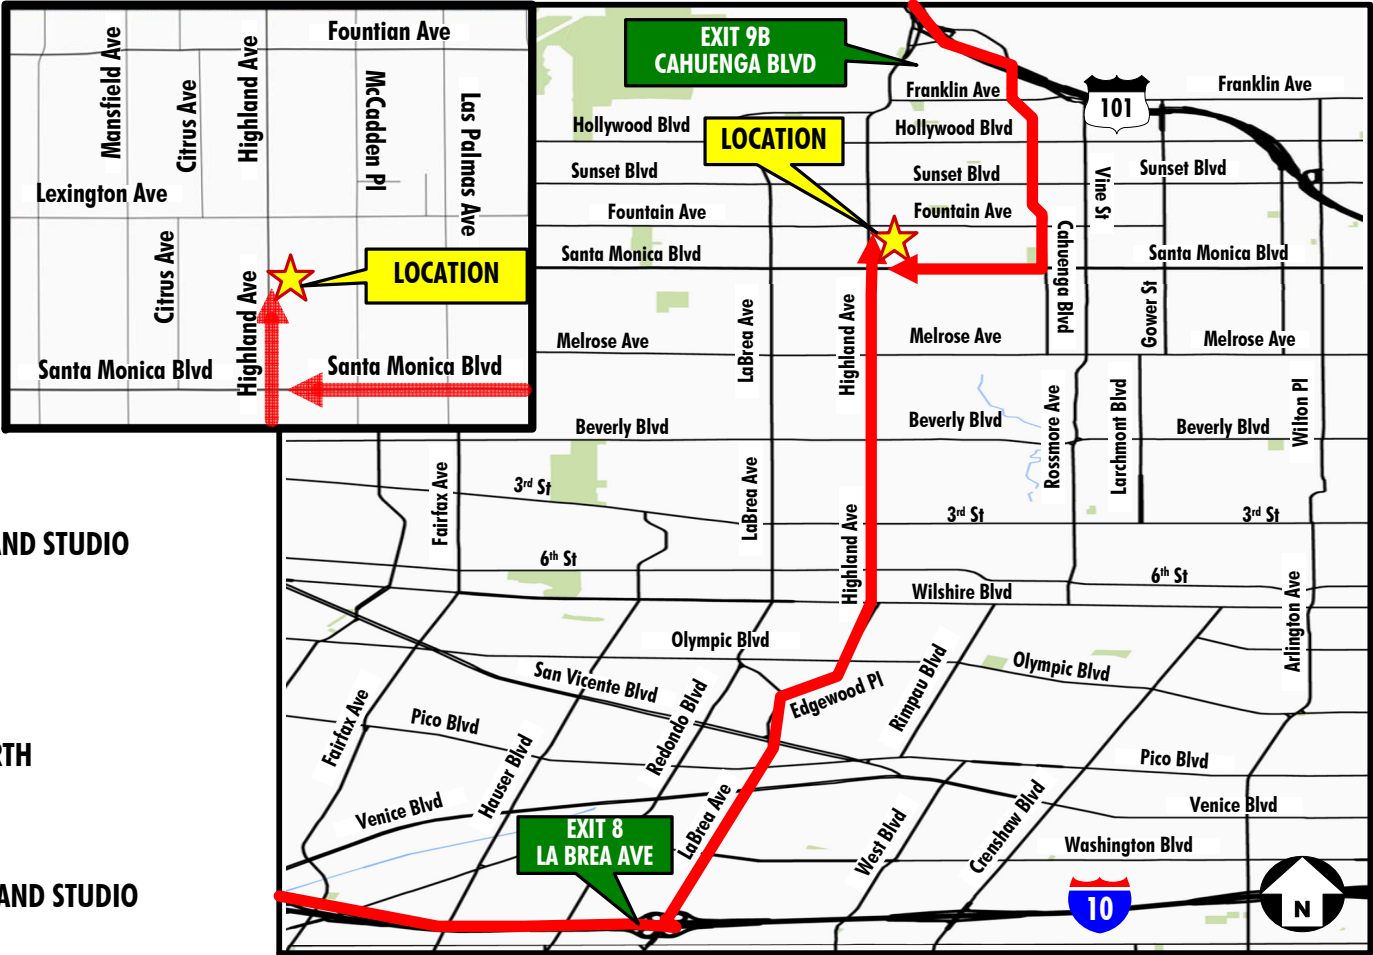 Fountian Ave
Mansfield Ave
Citrus Ave
Highland Ave
McCadden Pl
Las Palmas Ave
Lexington Ave
Citrus Ave
Highland Ave
LOCATION
Santa Monica Blvd
Santa Monica Blvd
EXIT 9B
CAHUENGA BLVD
Franklin Ave
101
Franklin Ave
Hollywood Blvd
LOCATION
Hollywood Blvd
Sunset Blvd
Sunset Blvd
Vine St
Sunset Blvd
Fountain Ave
Fountain Ave
Santa Monica Blvd
Cahuenga Blvd
Santa Monica Blvd
LaBrea Ave
Highland Ave
Gower St
Melrose Ave
Melrose Ave
Melrose Ave
Beverly Blvd
Beverly Blvd
Rossmore Ave
Larchmont Blvd
Beverly Blvd
Wilton Pl
Fairfax Ave
3rd St
LaBrea Ave
Highland Ave
3rd St
3rd St
AND STUDIO
6th St
Wilshire Blvd
6th St
Arlington Ave
Olympic Blvd
San Vicente Blvd
Edgewood Pl
Rimpau Blvd
Olympic Blvd
Fairfax Ave
Pico Blvd
Hauser Blvd
Redondo Blvd
Pico Blvd
RTH
Venice Blvd
LaBrea Ave
West Blvd
Crenshaw Blvd
Venice Blvd
EXIT 8
LA BREA AVE
Washington Blvd
AND STUDIO
10
N